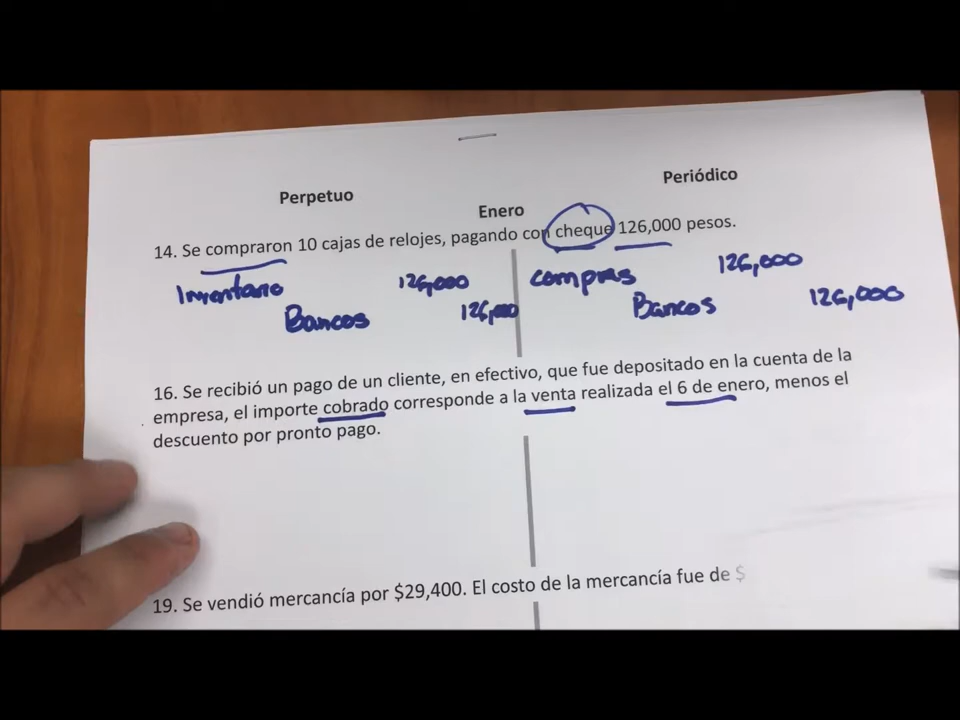 Perpetuo Periódico
Enero
14. Se compraron 10 cajas de relojes, pagando con cheque 126,000 pesos.
Inventario 126,000 compras 126,000
Bancos 126,000 Bancos 126,000
16. Se recibió un pago de un cliente, en efectivo, que fue depositado en la cuenta de la
empresa, el importe cobrado corresponde a la venta realizada el 6 de enero, menos el
descuento por pronto pago.
19. Se vendió mercancía por $29,400. El costo de la mercancía fue de $